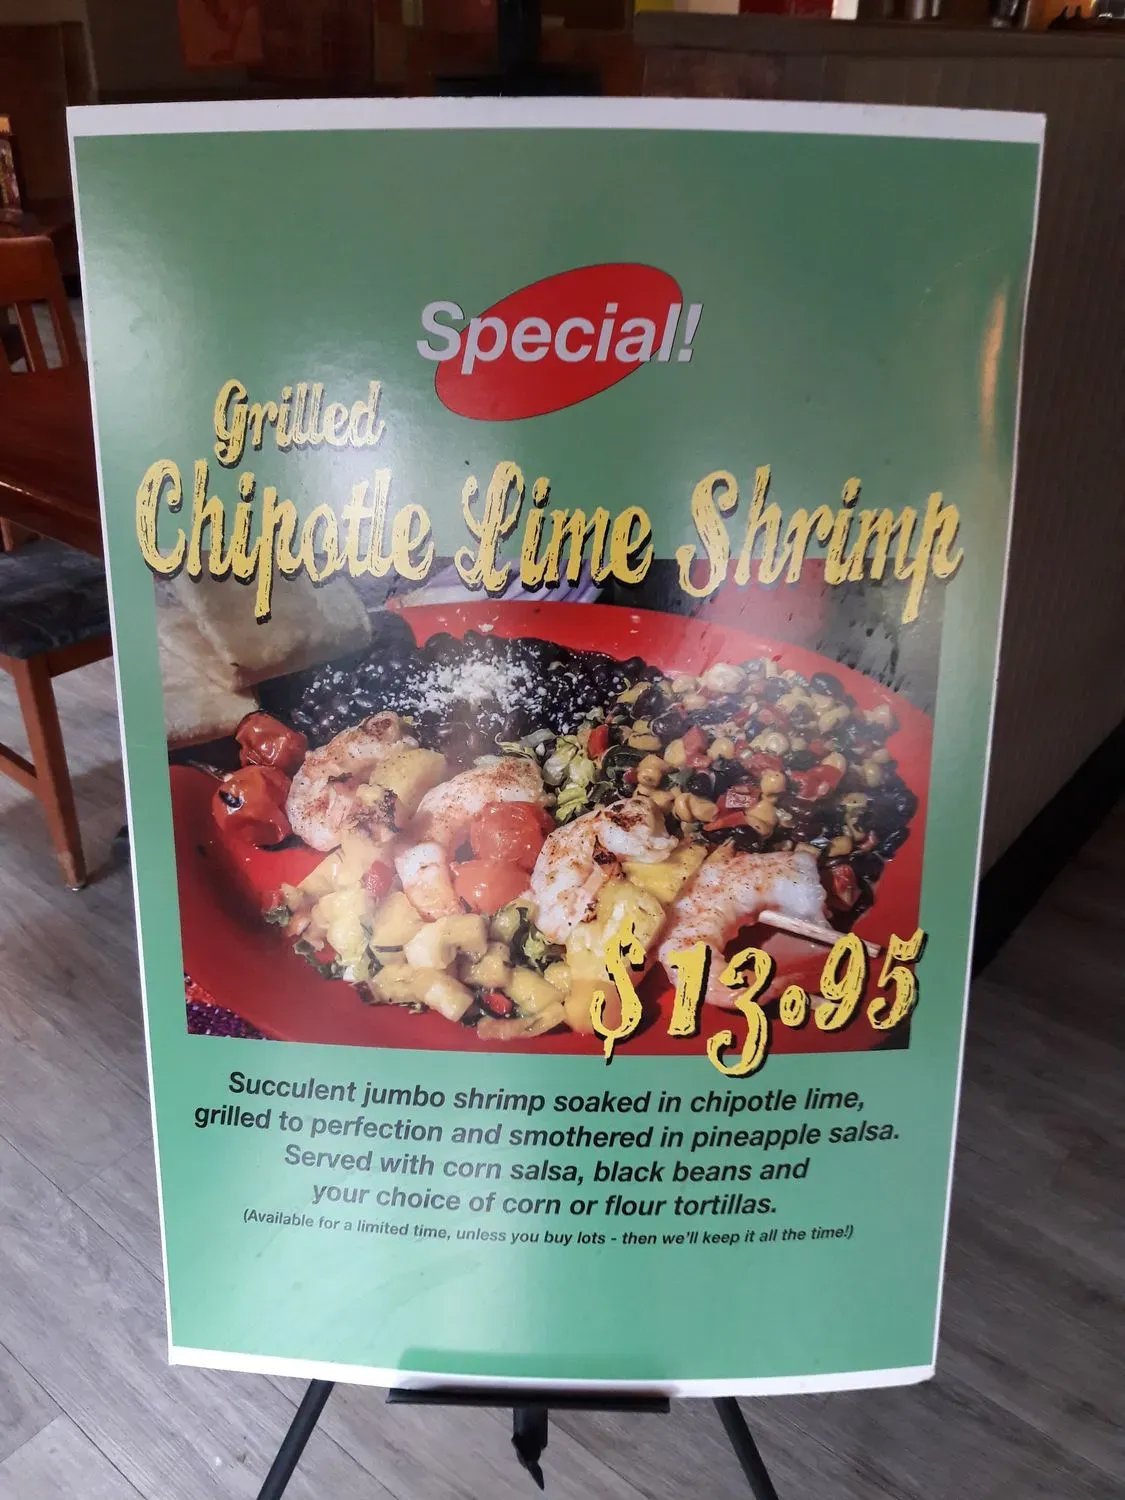 Special!
Grilled
Chipotle Lime Shrimp
$13.95
Succulent jumbo shrimp soaked in chipotle lime,
grilled to perfection and smothered in pineapple salsa.
Served with corn salsa, black beans and
your choice of corn or flour tortillas.
(Available for a limited time, unless you buy lots - then we'll keep it all the time!)